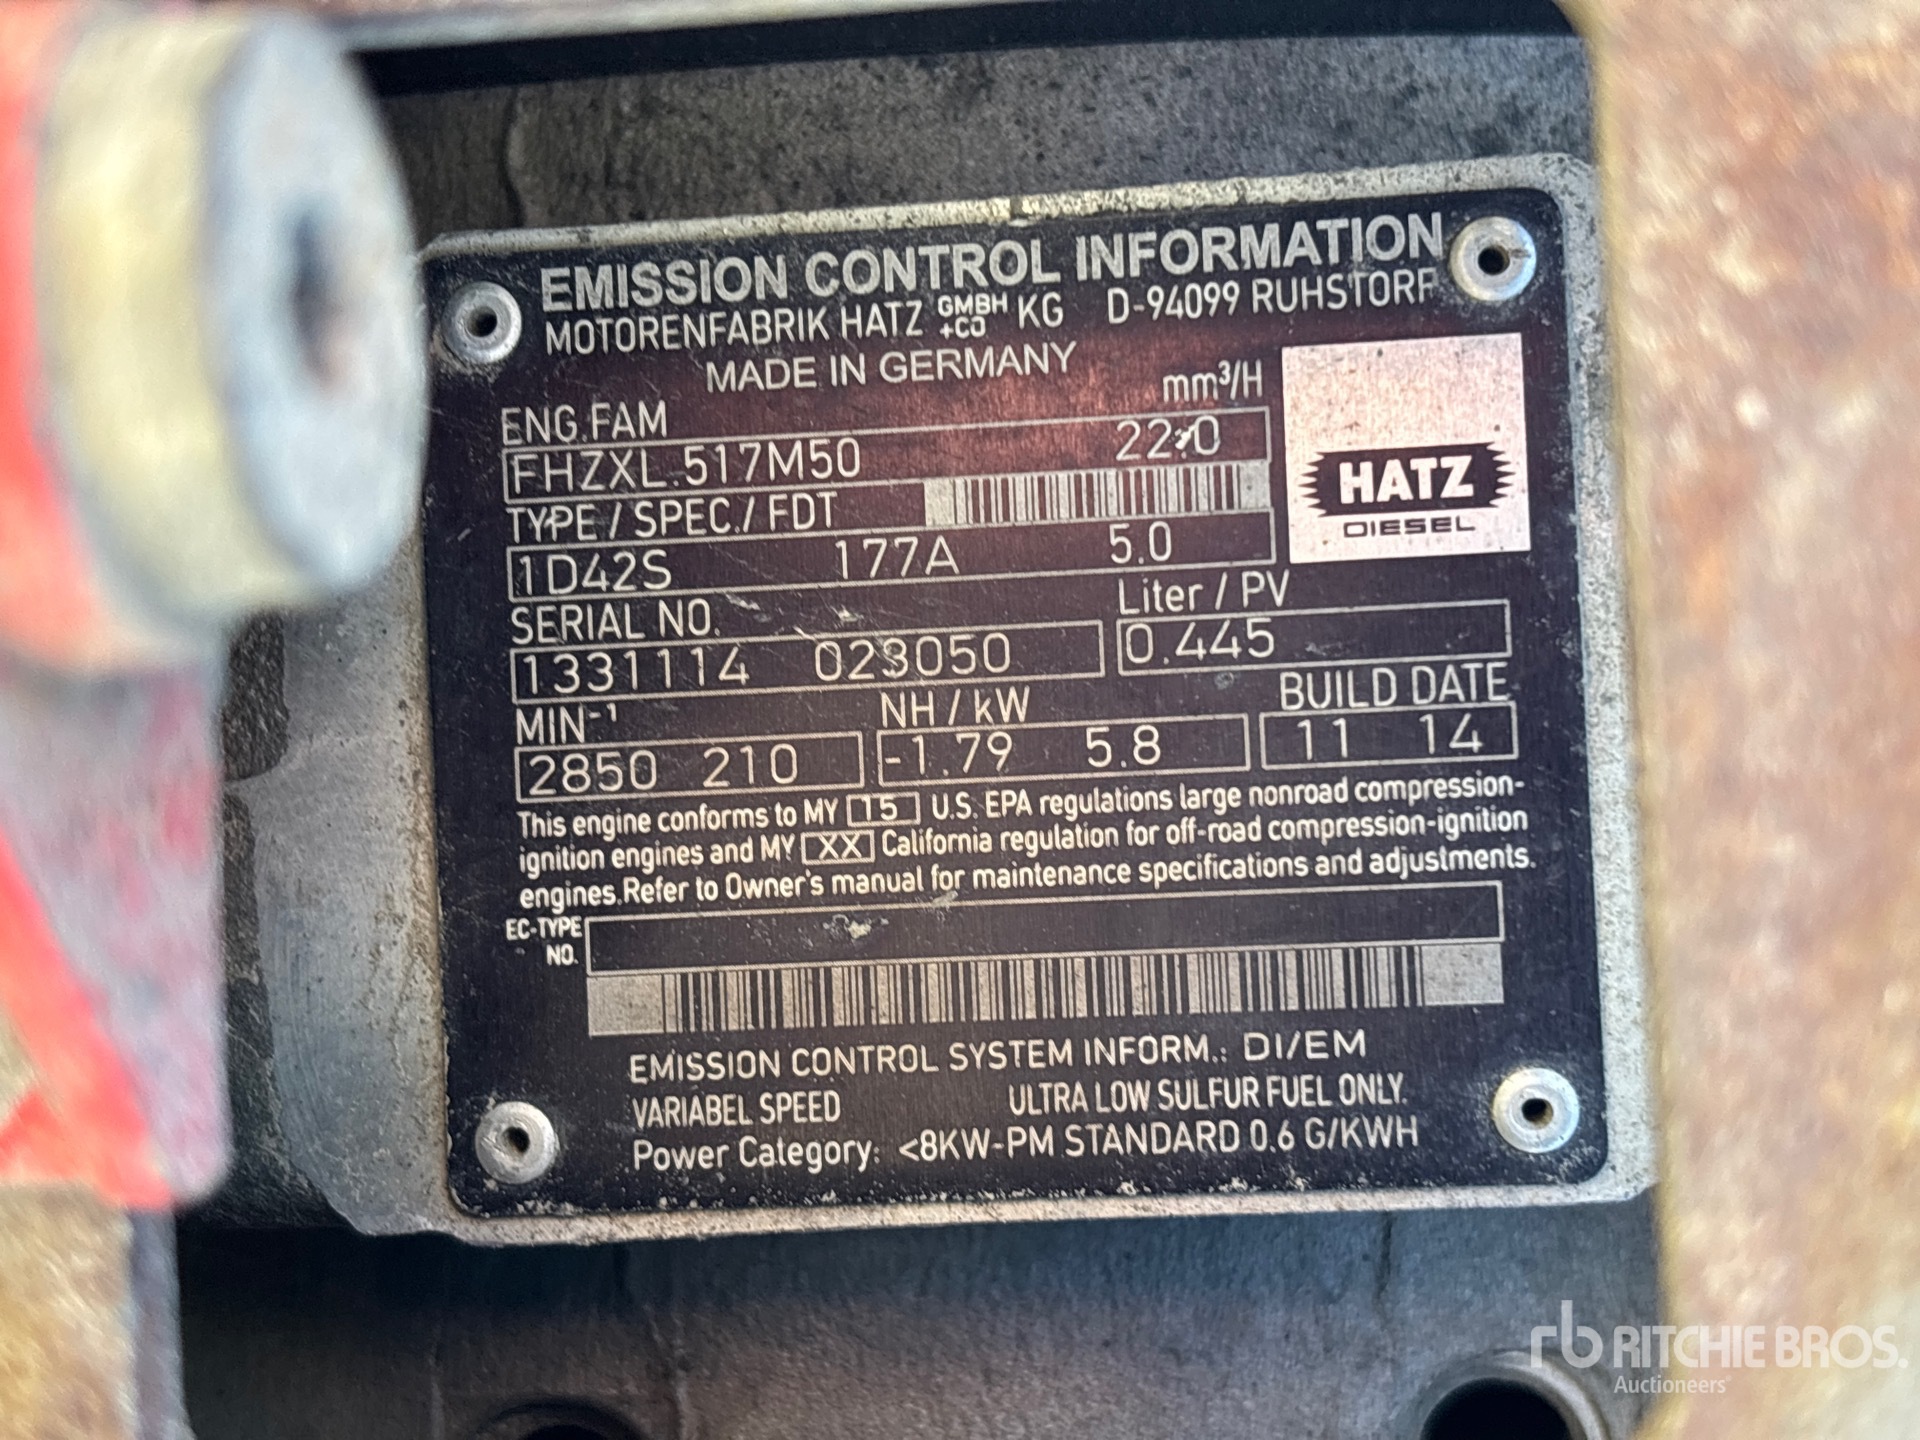 EMISSION CONTROL INFORMATION
MOTORENFABRIK HATZ GMBH +CO KG D-94099 RUHSTORF
MADE IN GERMANY
ENG.FAM mm³/H
FHZXL.517M50 22.0
TYPE / SPEC. / FDT
1D42S 177A 5.0
HATZ
DIESEL
SERIAL NO. Liter / PV
1331114 023050 0.445
MIN-¹ NH / kW BUILD DATE
2850 210 -1.79 5.8 11 14
This engine conforms to MY 15 U.S. EPA regulations large nonroad compression-
ignition engines and MY XX California regulation for off-road compression-ignition
engines.Refer to Owner's manual for maintenance specifications and adjustments.
EC-TYPE
NO.
EMISSION CONTROL SYSTEM INFORM.: DI/EM
VARIABEL SPEED ULTRA LOW SULFUR FUEL ONLY.
Power Category: <8KW-PM STANDARD 0.6 G/KWH
rb RITCHIE BROS.
Auctioneers